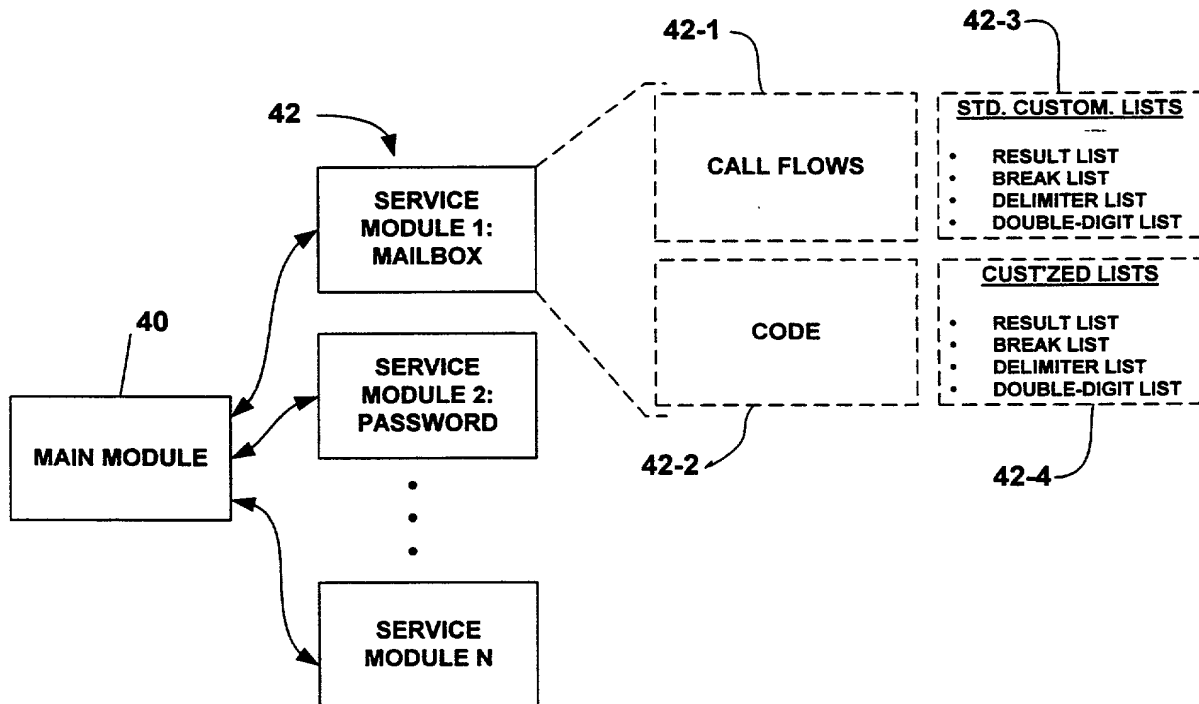 42-1
42-3
42
STD. CUSTOM. LISTS
• RESULT LIST
• BREAK LIST
• DELIMITER LIST
• DOUBLE-DIGIT LIST
CALL FLOWS
SERVICE
MODULE 1:
MAILBOX
CUST'ZED LISTS
• RESULT LIST
• BREAK LIST
• DELIMITER LIST
• DOUBLE-DIGIT LIST
CODE
40
SERVICE
MODULE 2:
PASSWORD
MAIN MODULE
42-2
42-4
SERVICE
MODULE N